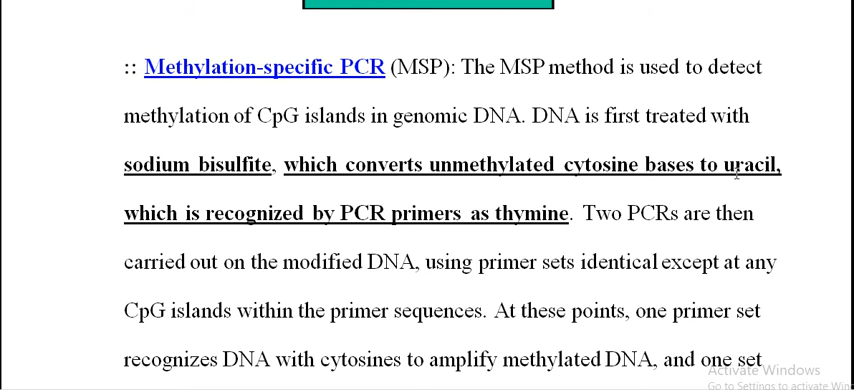 :: Methylation-specific PCR (MSP): The MSP method is used to detect
methylation of CpG islands in genomic DNA. DNA is first treated with
sodium bisulfite, which converts unmethylated cytosine bases to uracil,
which is recognized by PCR primers as thymine. Two PCRs are then
carried out on the modified DNA, using primer sets identical except at any
CpG islands within the primer sequences. At these points, one primer set
recognizes DNA with cytosines to amplify methylated DNA, and one set
Activate Windows
Go to Settings to activate Win